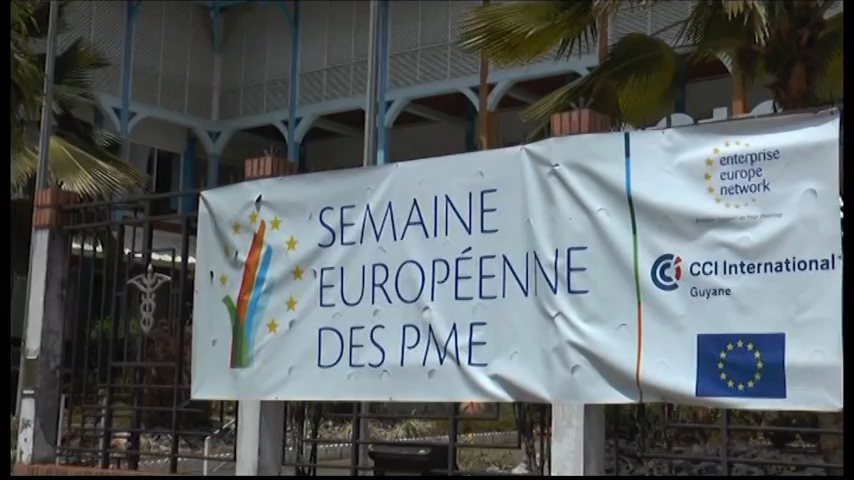 SEMAINE
EUROPÉENNE
DES PME
enterprise
europe
network
CCI International
Guyane